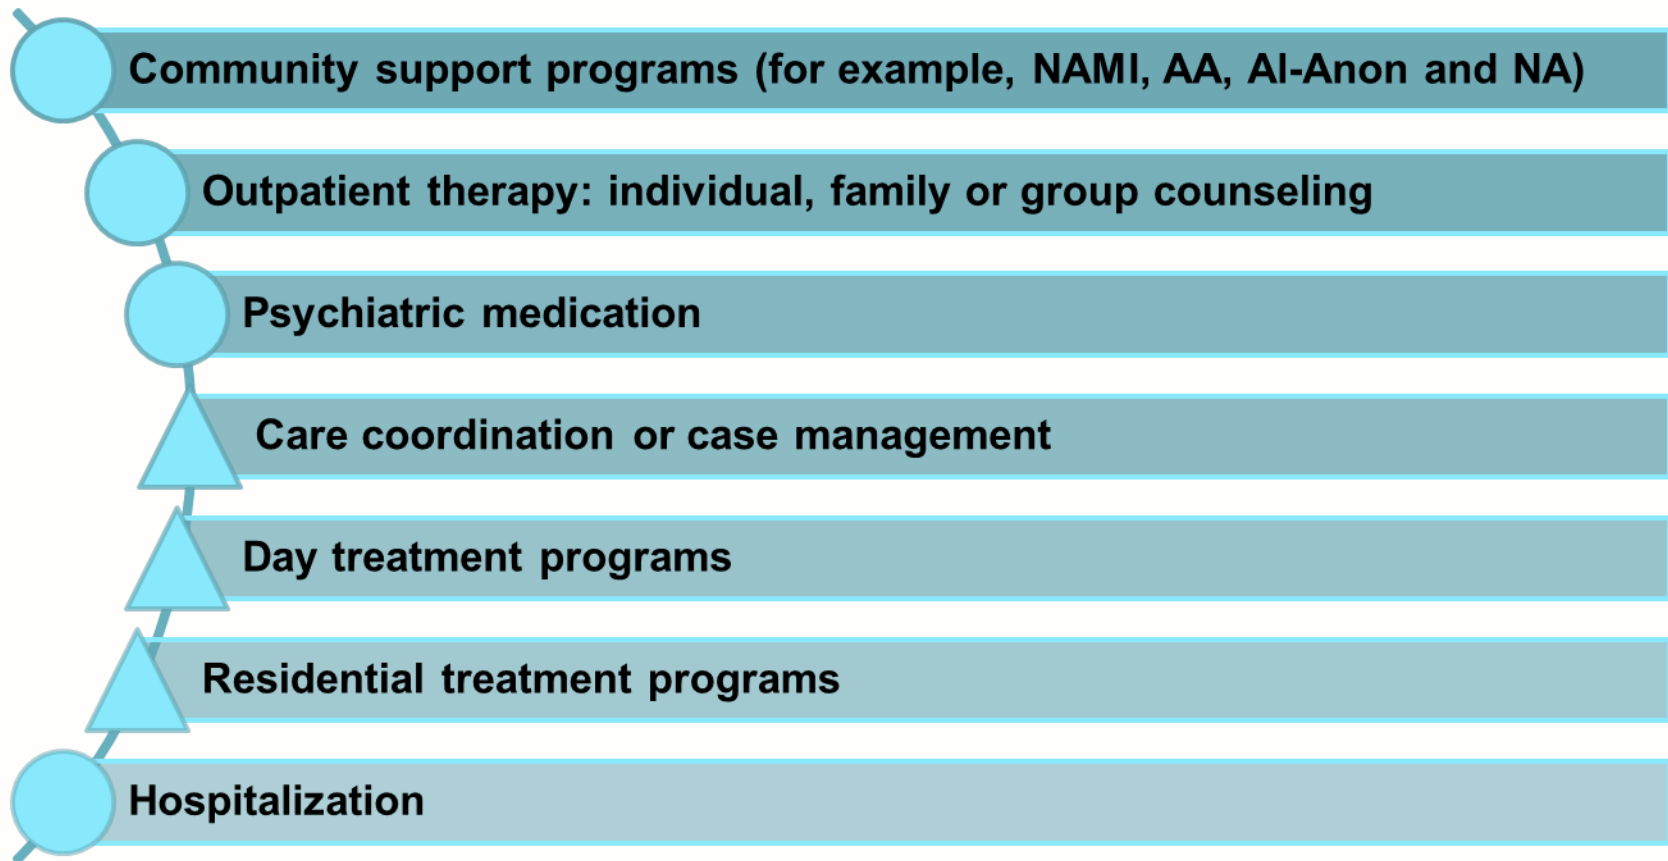 Community support programs (for example, NAMI, AA, Al-Anon and NA)
Outpatient therapy: individual, family or group counseling
Psychiatric medication
Care coordination or case management
Day treatment programs
Residential treatment programs
Hospitalization